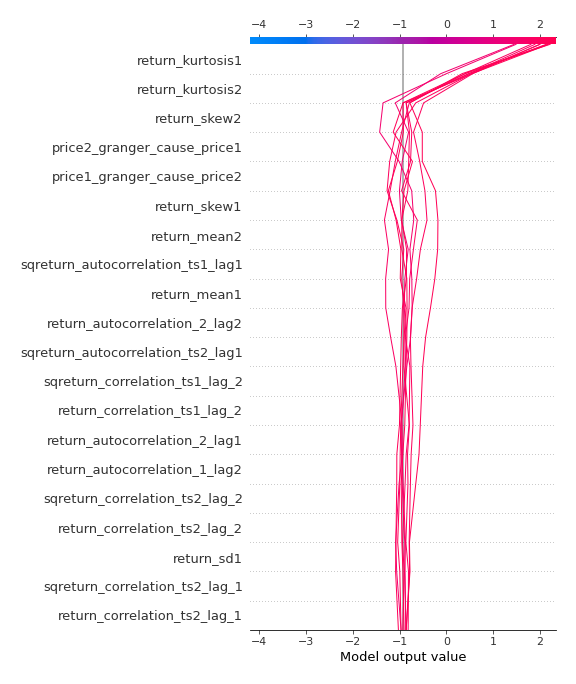 −4 −3 −2 −1 0 1 2
return_kurtosis1
return_kurtosis2
return_skew2
price2_granger_cause_price1
price1_granger_cause_price2
return_skew1
return_mean2
sqreturn_autocorrelation_ts1_lag1
return_mean1
return_autocorrelation_2_lag2
sqreturn_autocorrelation_ts2_lag1
sqreturn_correlation_ts1_lag_2
return_correlation_ts1_lag_2
return_autocorrelation_2_lag1
return_autocorrelation_1_lag2
sqreturn_correlation_ts2_lag_2
return_correlation_ts2_lag_2
return_sd1
sqreturn_correlation_ts2_lag_1
return_correlation_ts2_lag_1
−4 −3 −2 −1 0 1 2
Model output value